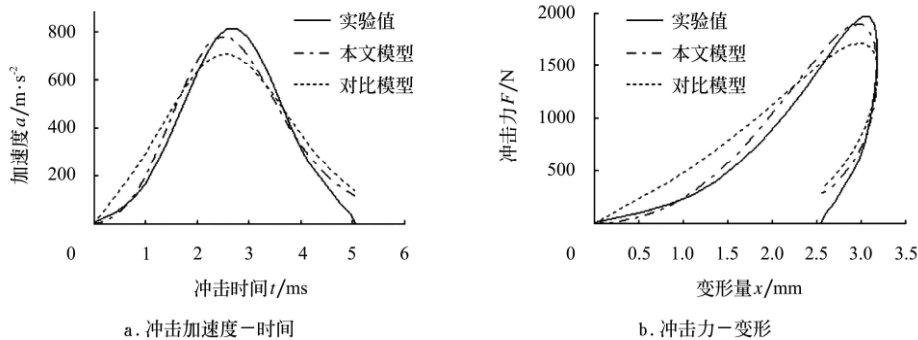 800
600
400
200
0
1
2
3
4
5
6
加速度 a/m·s⁻²
冲击时间 t/ms
实验值
本文模型
对比模型
a. 冲击加速度－时间
2000
1500
1000
500
0
0.5
1.0
1.5
2.0
2.5
3.0
3.5
冲击力 F/N
变形量 x/mm
实验值
本文模型
对比模型
b. 冲击力－变形